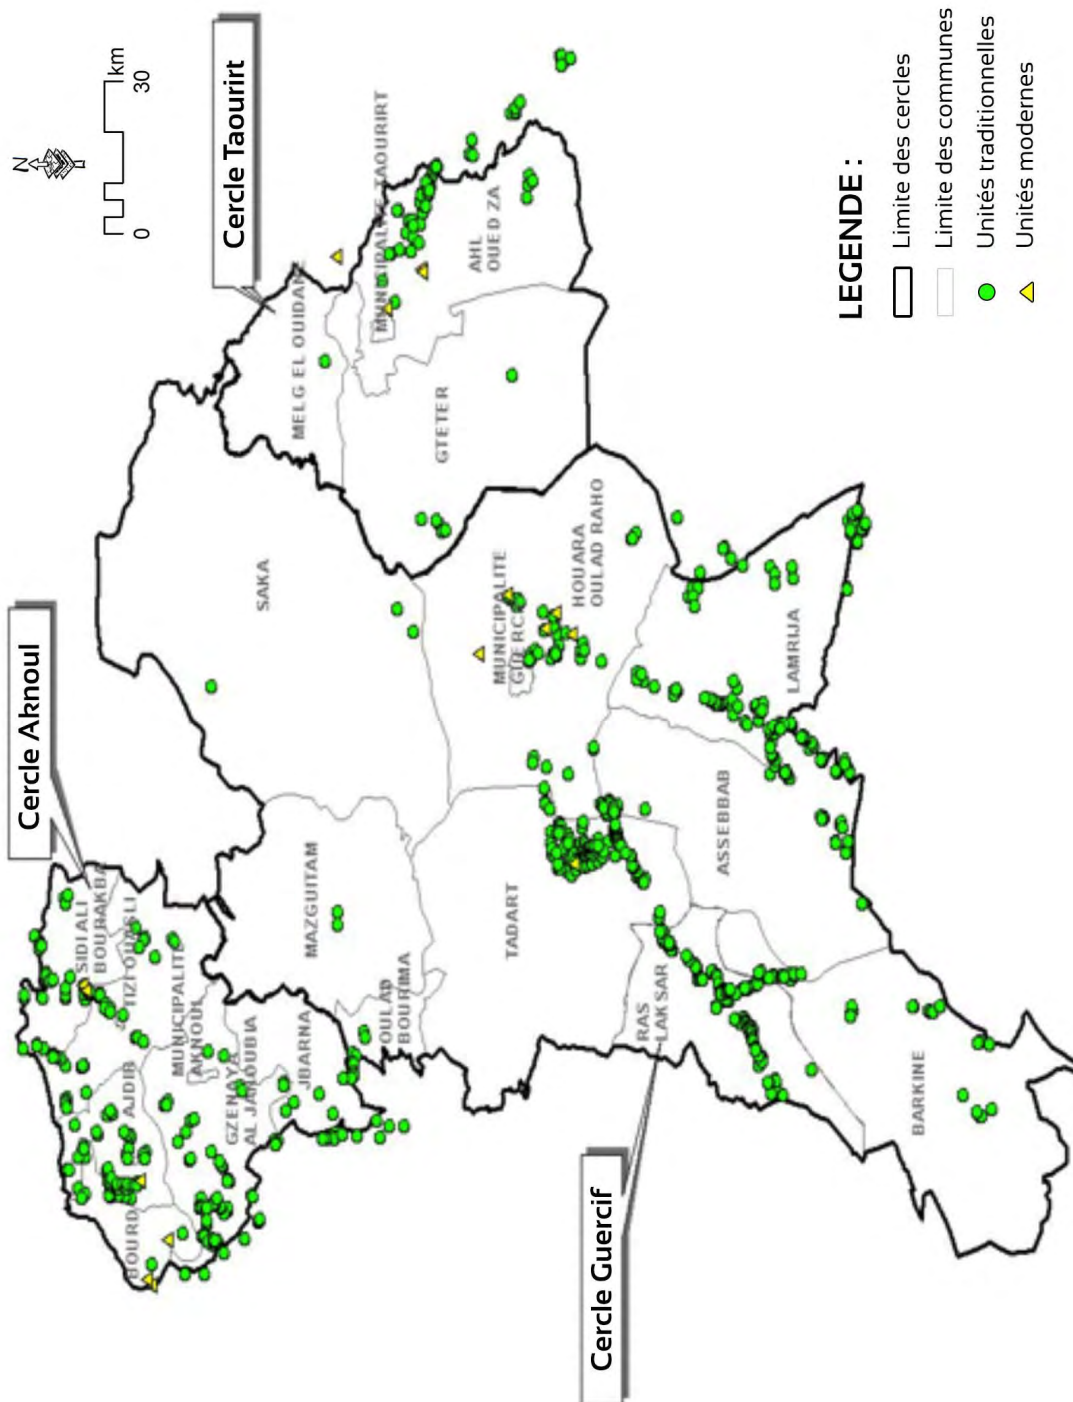 N
0
30
km
Cercle Taourirt
Cercle Aknoul
Cercle Guercif
SIDI ALI
BOURAKBA
TIZI OUASLI
AJDIR
BOURD
MUNICIPALITE
AKNOUL
GZENAYA
AL JANOUBIA
JBARNA
MAZGUITAM
OULAD
BOURIMA
SAKA
MELG EL OUIDANE
MUNICIPALITE TAOURIRT
AHL
OUED ZA
GTETER
MUNICIPALITE
GUERCIF
HOUARA
OULAD RAHO
TADART
RAS
LAKSAR
ASSEBBAB
LAMRIJA
BARKINE
LEGENDE :
Limite des cercles
Limite des communes
Unités traditionnelles
Unités modernes